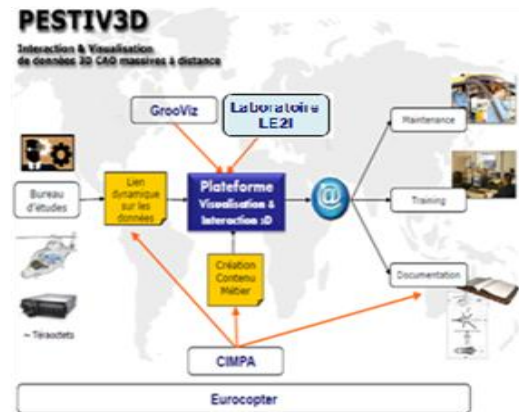 PESTIV3D
Interaction & Visualisation
de données 3D CAO massives à distance
GrooViz
Laboratoire
LE2I
Maintenance
Bureau
d'études
Lien
dynamique
sur les
données
Plateforme
Visualisation &
Interaction 3D
@
Training
Création
Contenu
Métier
Documentation
~ Téraoctets
CIMPA
Eurocopter